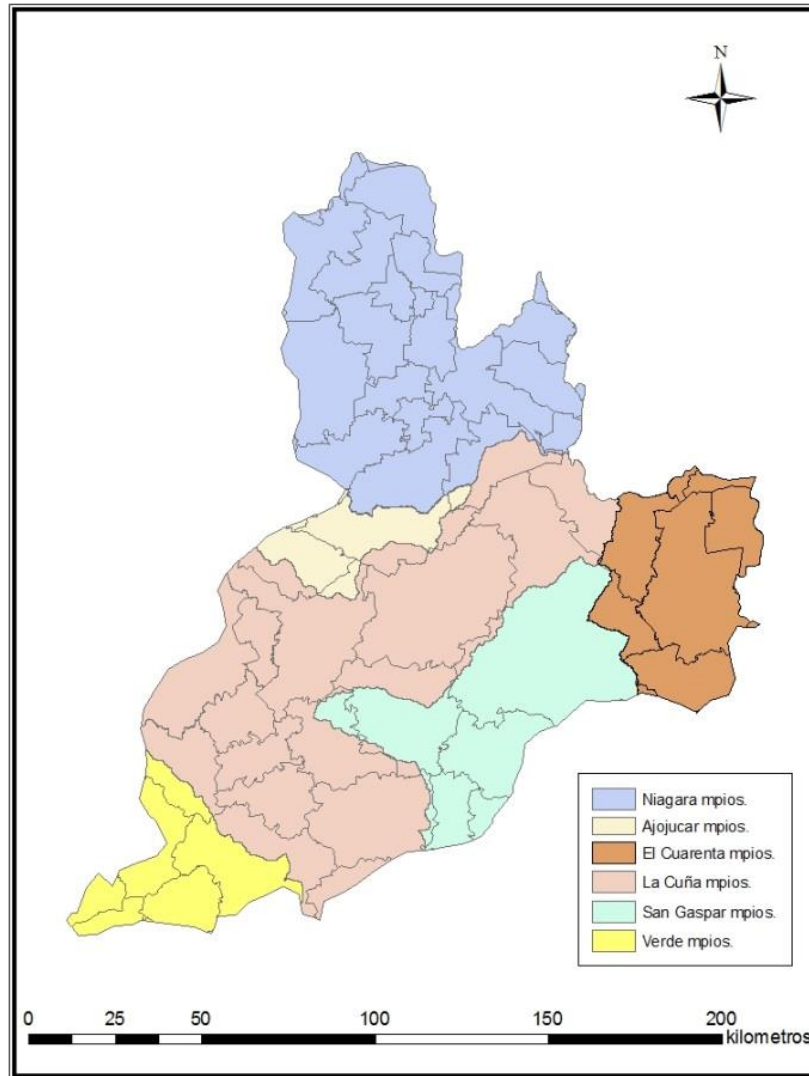 N
Niagara mpios.
Ajojucar mpios.
El Cuarenta mpios.
La Cuña mpios.
San Gaspar mpios.
Verde mpios.
0 25 50 100 150 200
kilometros